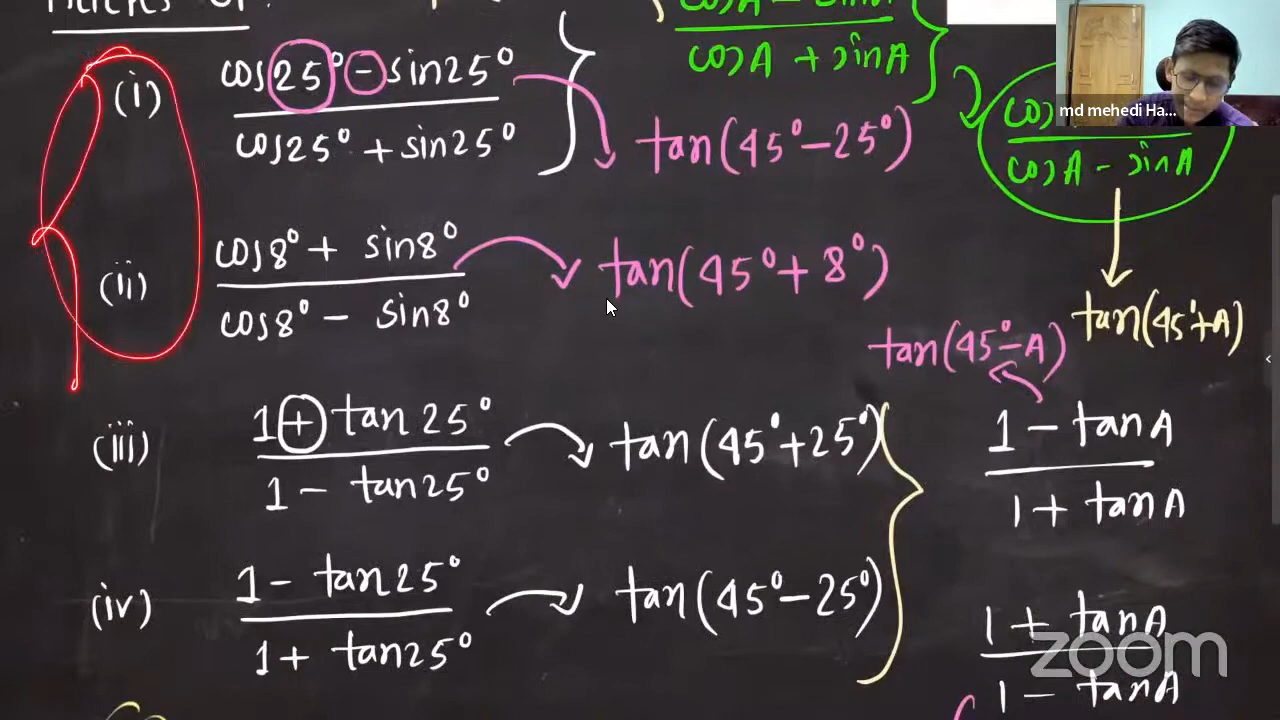 cosA + sinA
(i) cos25° - sin25°
cos25° + sin25°
tan(45° - 25°)
cosA - sinA
md mehedi Ha...
(ii) cos8° + sin8°
cos8° - sin8°
tan(45° + 8°)
tan(45° + A)
tan(45° - A)
(iii) 1 + tan25°
1 - tan25°
tan(45° + 25°)
1 - tanA
1 + tanA
(iv) 1 - tan25°
1 + tan25°
tan(45° - 25°)
1 + tanA
1 - tanA
zoom